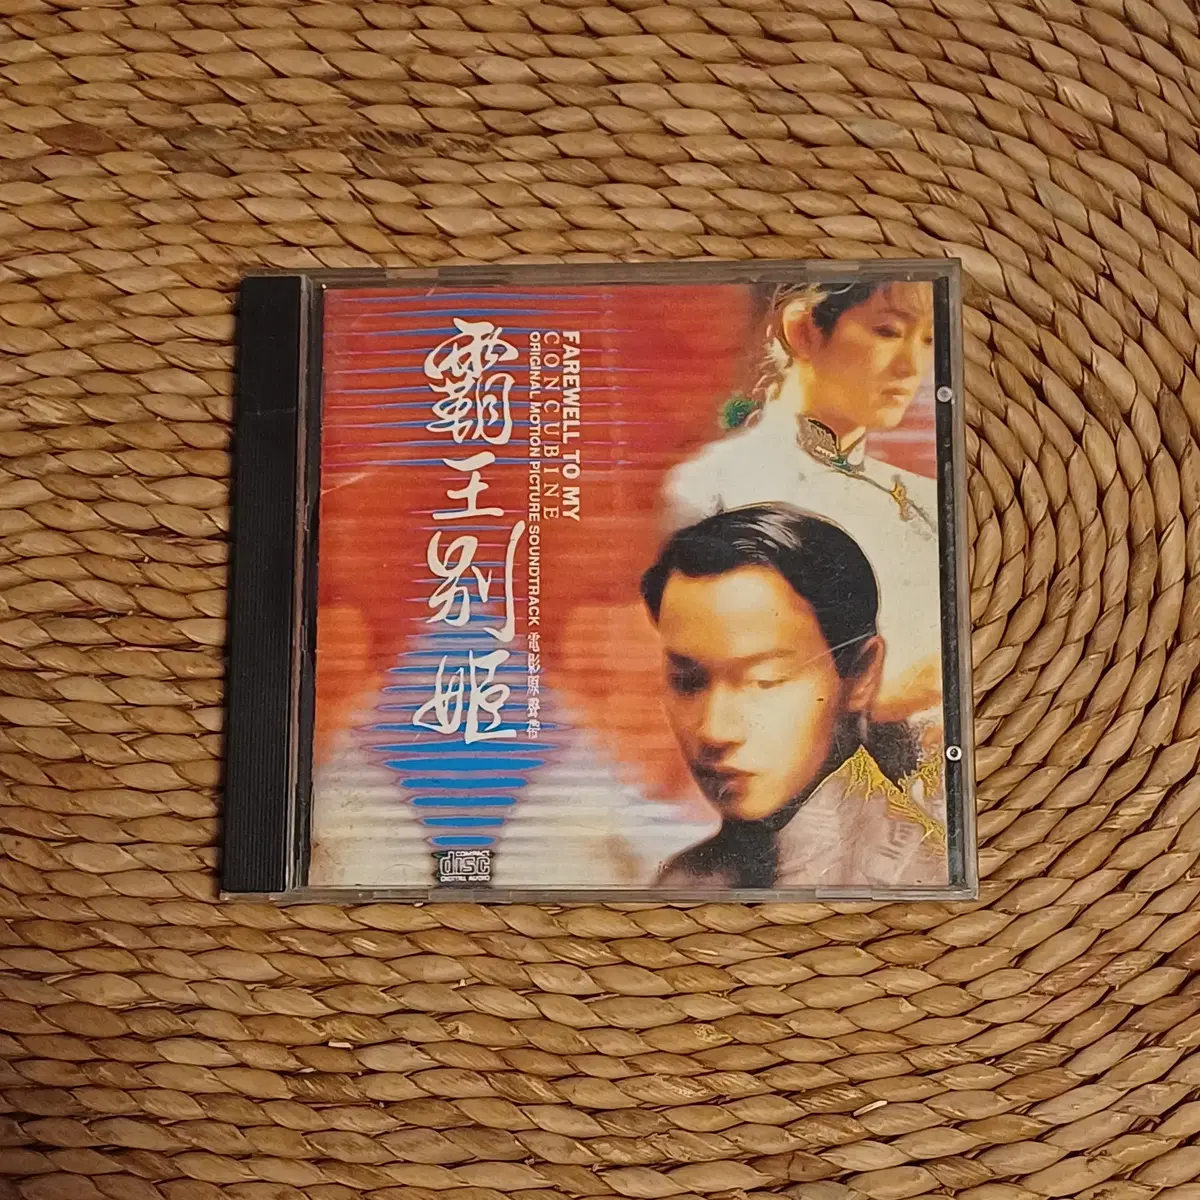 霸王别姬
FAREWELL TO MY
CONCUBINE
ORIGINAL MOTION PICTURE SOUNDTRACK 電影原聲帶
COMPACT
disc
DIGITAL AUDIO